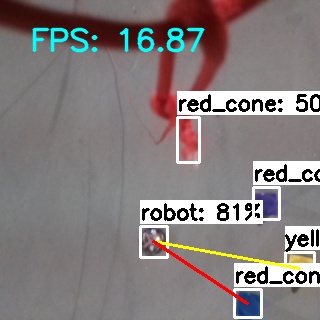 FPS: 16.87
red_cone: 50
red_co
robot: 81%
yell
red_con